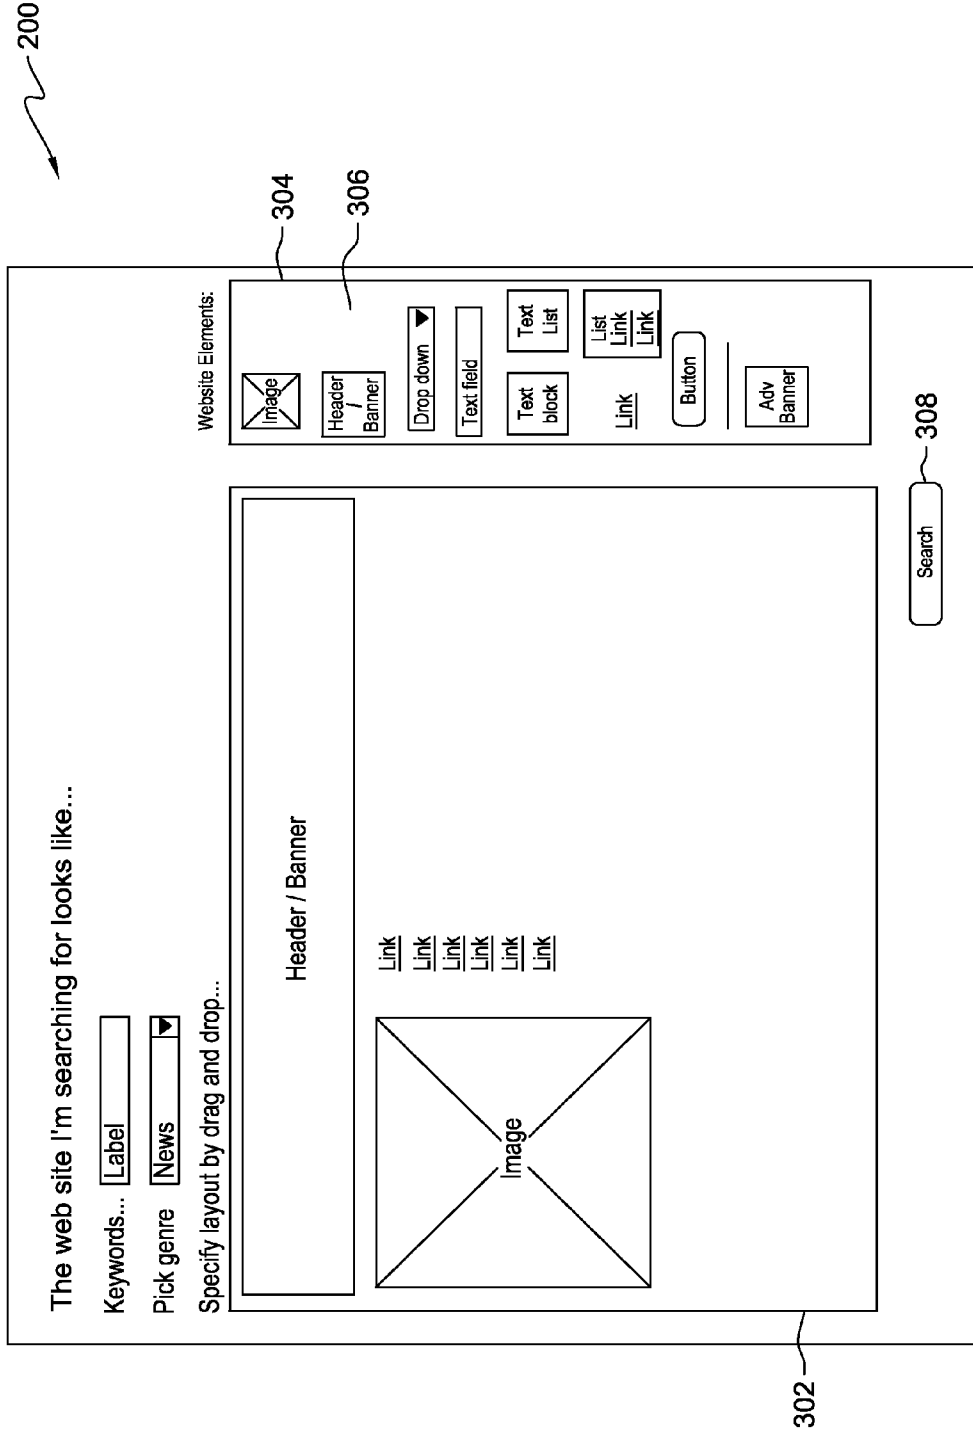 200
The web site I'm searching for looks like...
Keywords... Label
Pick genre News
Specify layout by drag and drop...
Website Elements:
304
306
Header / Banner
Image
Link
Link
Link
Link
Link
Link
302
Image
Header
/
Banner
Drop down
Text field
Text
block
Text
List
Link
List
Link
Link
Button
Adv
Banner
Search
308